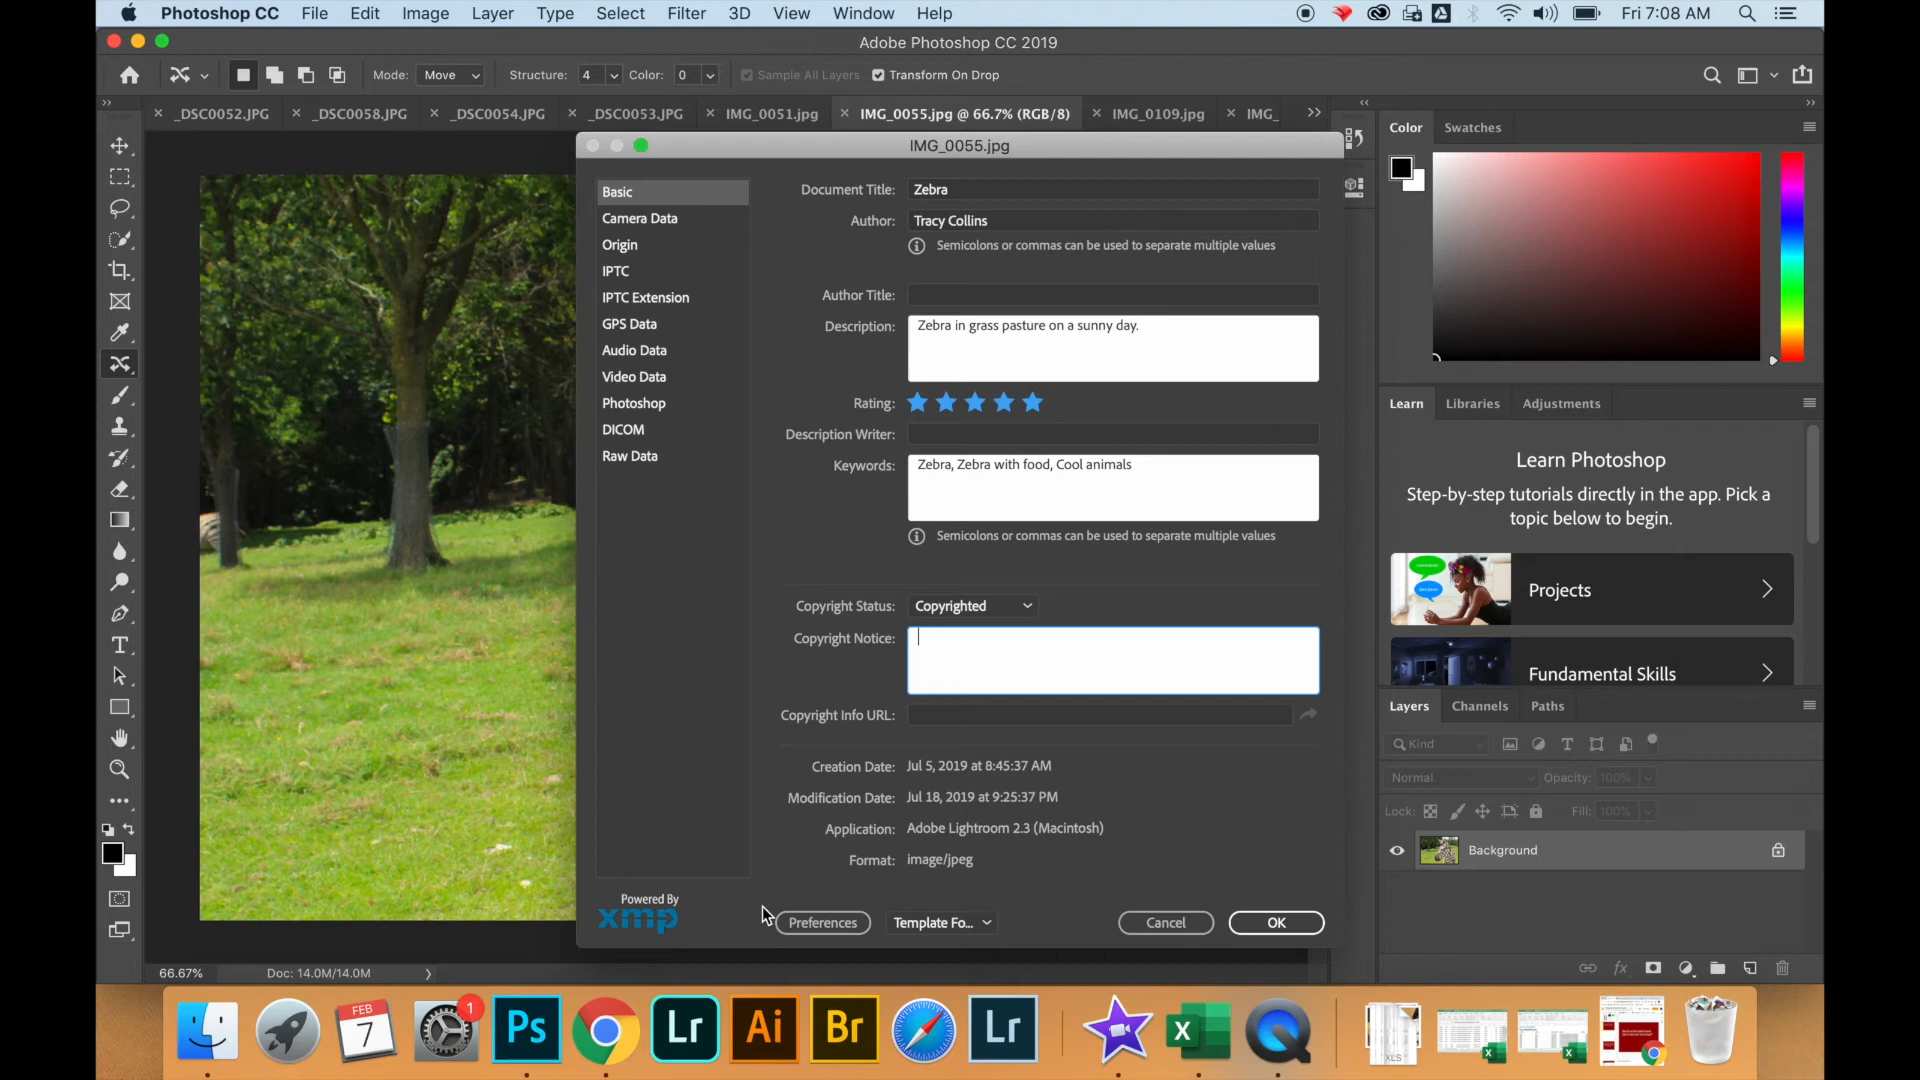 Photoshop CC File Edit Image Layer Type Select Filter 3D View Window Help Fri 7:08 AM
Adobe Photoshop CC 2019
Mode: Move Structure: 4 Color: 0 Sample All Layers Transform On Drop
_DSC0052.JPG _DSC0058.JPG _DSC0054.JPG _DSC0053.JPG IMG_0051.jpg IMG_0055.jpg @ 66.7% (RGB/8) IMG_0109.jpg IMG_
IMG_0055.jpg
Basic
Camera Data
Origin
IPTC
IPTC Extension
GPS Data
Audio Data
Video Data
Photoshop
DICOM
Raw Data
Powered By
xmp
Document Title: Zebra
Author: Tracy Collins
Semicolons or commas can be used to separate multiple values
Author Title:
Description: Zebra in grass pasture on a sunny day.
Rating:
Description Writer:
Keywords: Zebra, Zebra with food, Cool animals
Semicolons or commas can be used to separate multiple values
Copyright Status: Copyrighted
Copyright Notice:
Copyright Info URL:
Creation Date: Jul 5, 2019 at 8:45:37 AM
Modification Date: Jul 18, 2019 at 9:25:37 PM
Application: Adobe Lightroom 2.3 (Macintosh)
Format: image/jpeg
Preferences Template Fo... Cancel OK
Color Swatches
Learn Libraries Adjustments
Learn Photoshop
Step-by-step tutorials directly in the app. Pick a
topic below to begin.
Projects
Fundamental Skills
Layers Channels Paths
Kind
Normal Opacity: 100%
Lock: Fill: 100%
Background
fx
66.67% Doc: 14.0M/14.0M
FEB
7
1
Ps
Lr
Ai
Br
Lr
X
XLS